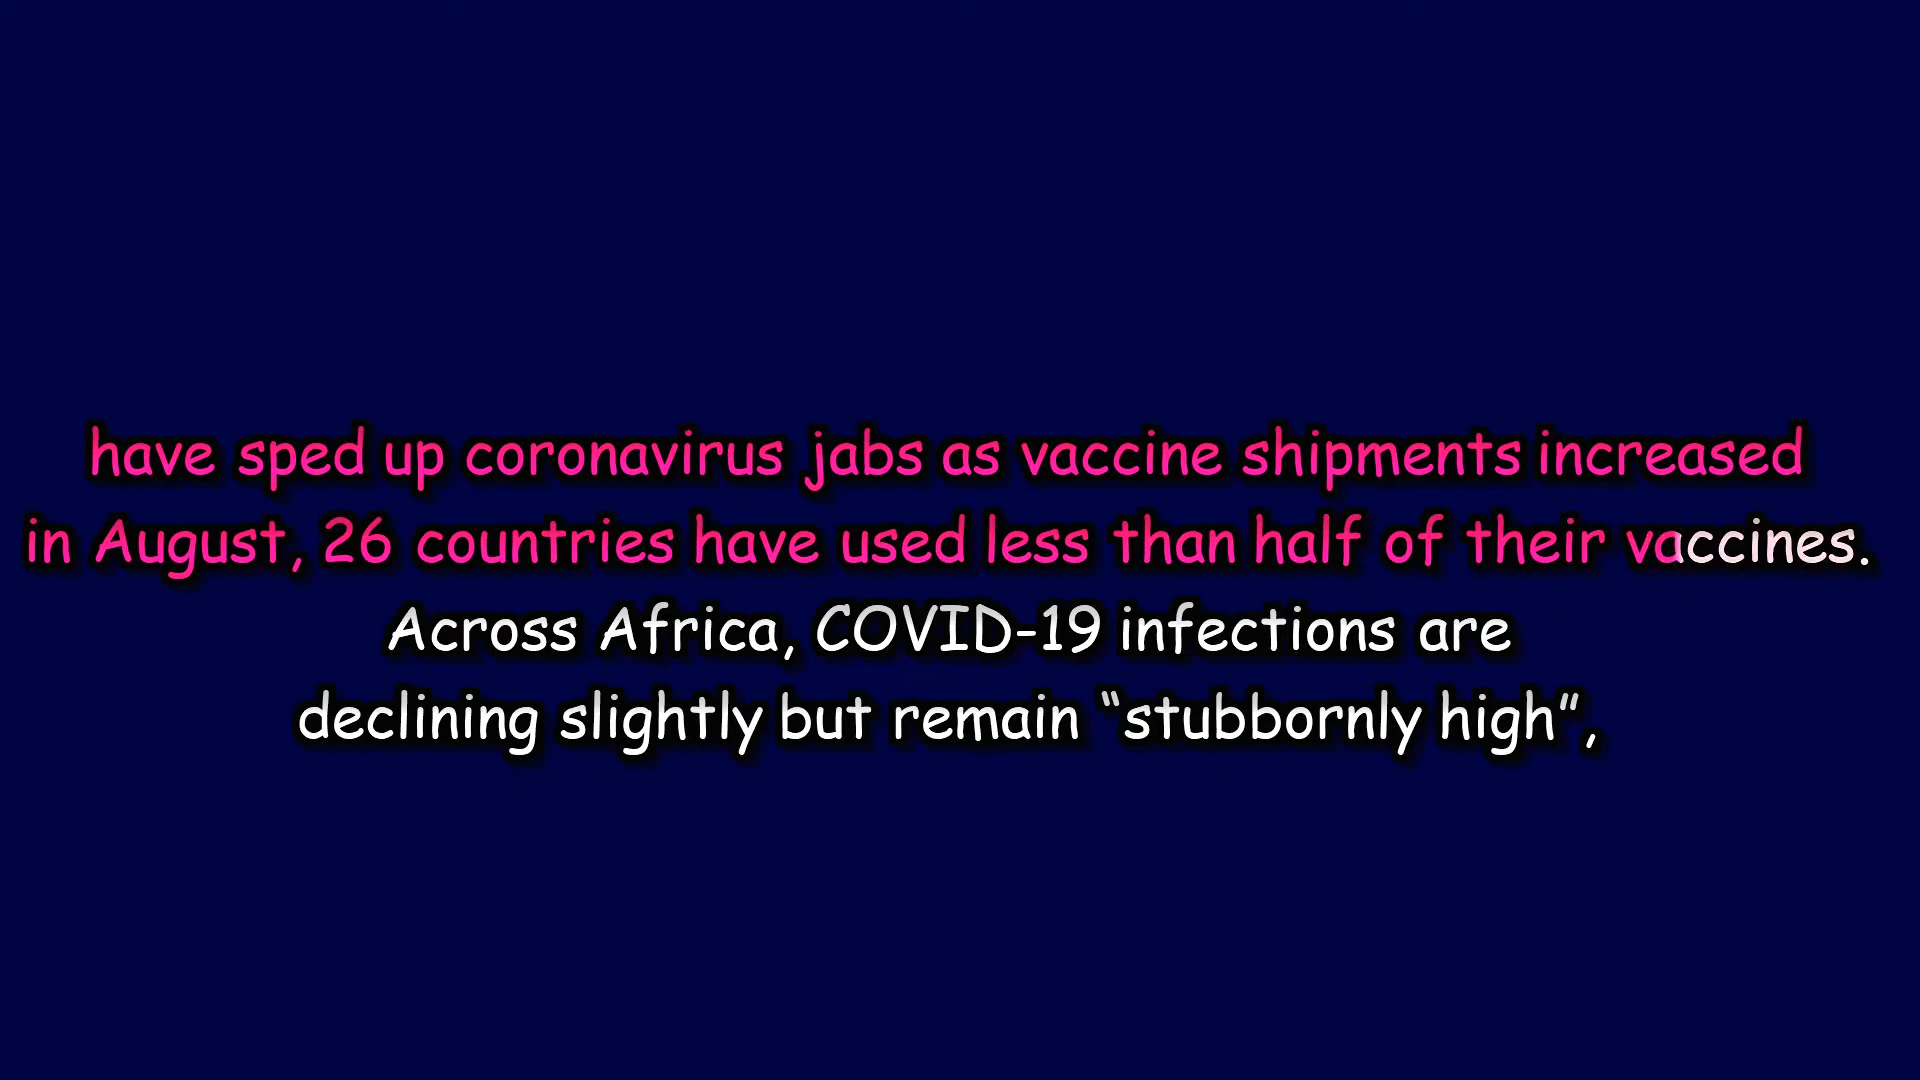 have sped up coronavirus jabs as vaccine shipments increased
in August, 26 countries have used less than half of their vaccines.
Across Africa, COVID-19 infections are
declining slightly but remain “stubbornly high”,